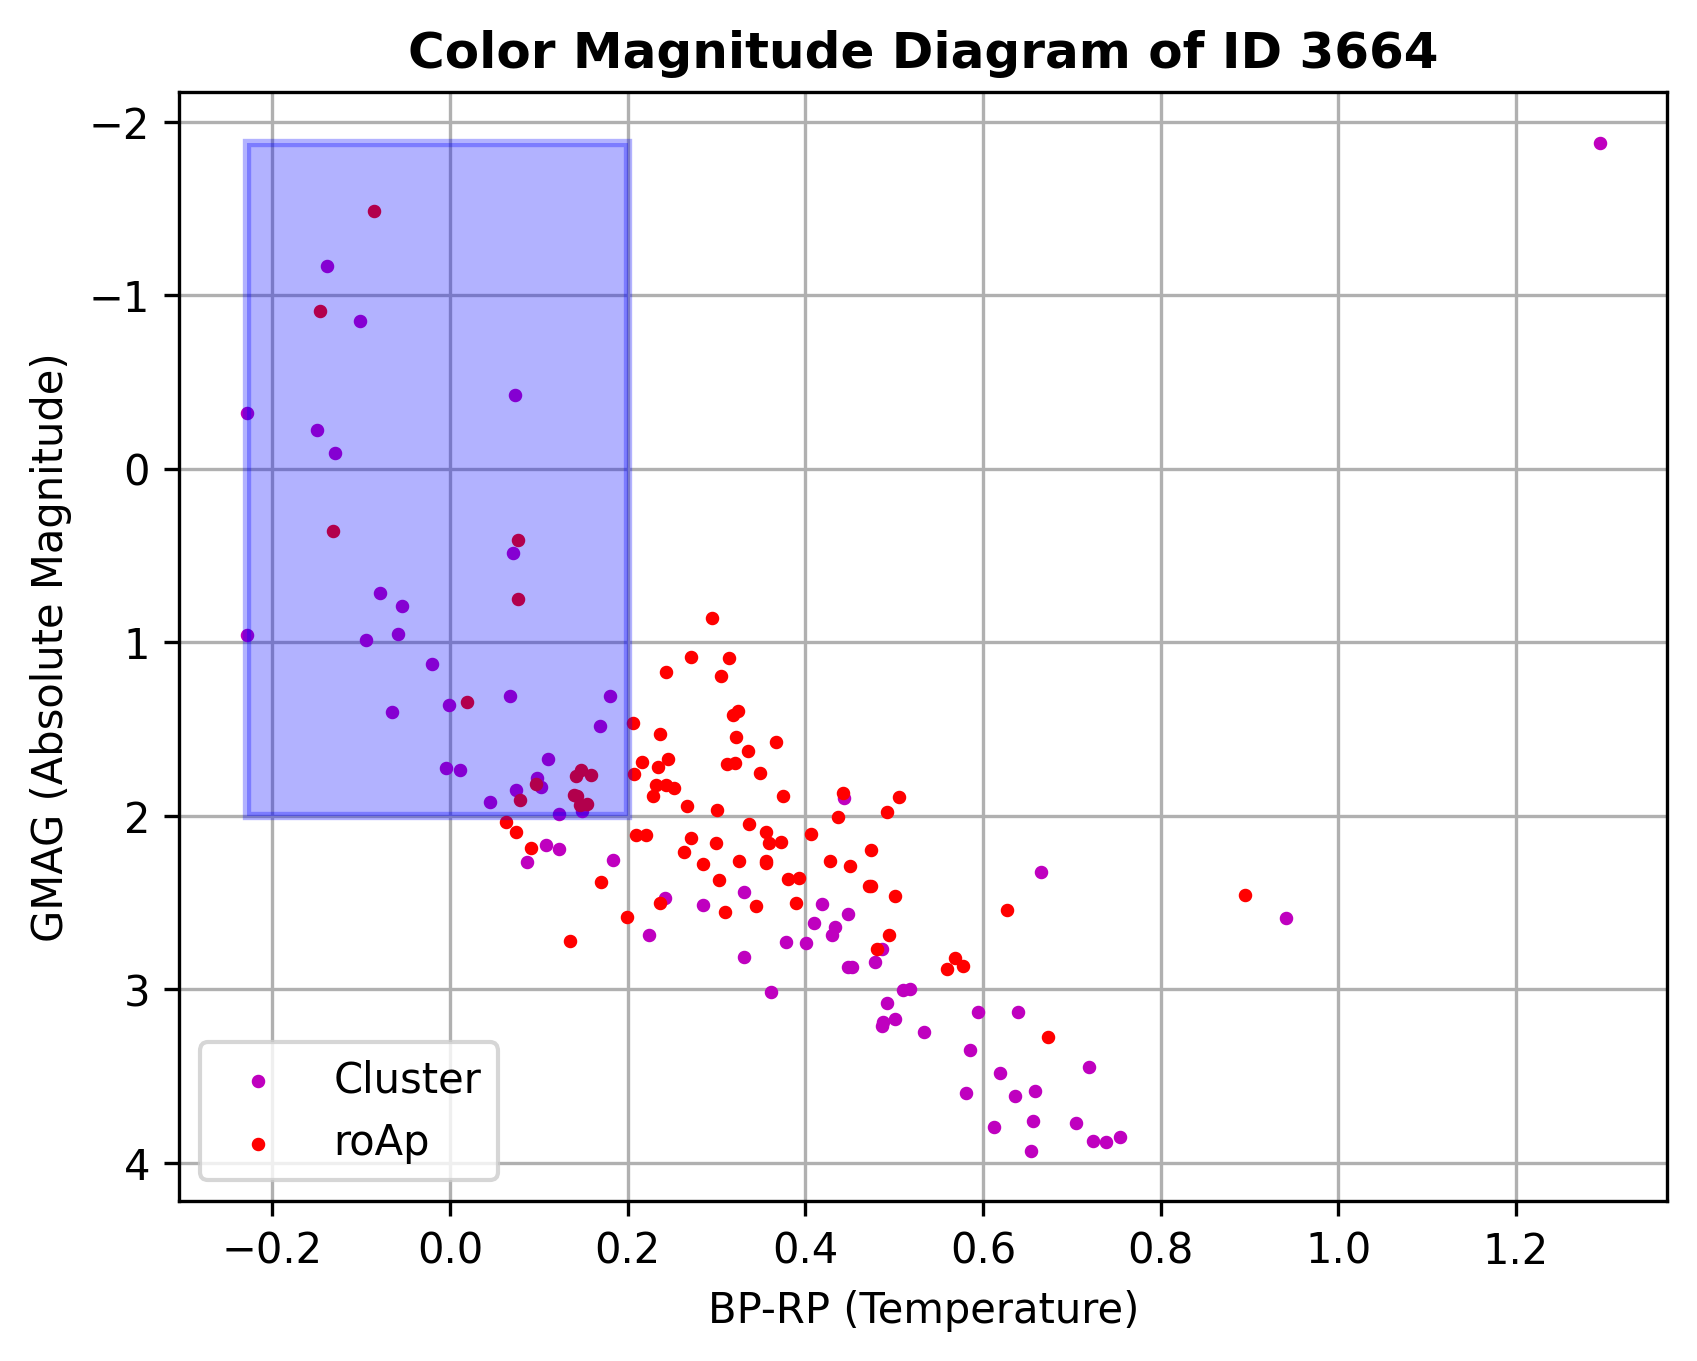 Color Magnitude Diagram of ID 3664
GMAG (Absolute Magnitude)
−2
−1
0
1
2
3
4
Cluster
roAp
−0.2 0.0 0.2 0.4 0.6 0.8 1.0 1.2
BP-RP (Temperature)